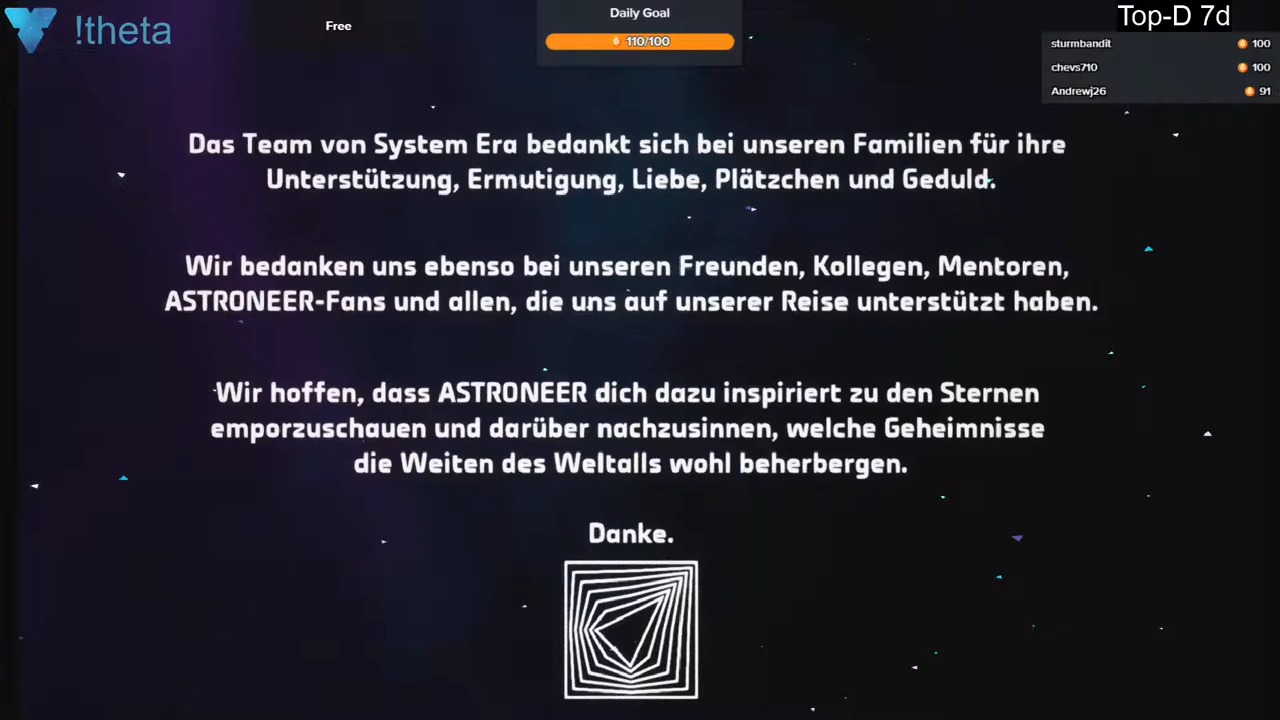 !theta
Free
Daily Goal
110/100
Top-D 7d
sturmbandit 100
chevs710 100
Andrewj26 91
Das Team von System Era bedankt sich bei unseren Familien für ihre
Unterstützung, Ermutigung, Liebe, Plätzchen und Geduld.
Wir bedanken uns ebenso bei unseren Freunden, Kollegen, Mentoren,
ASTRONEER-Fans und allen, die uns auf unserer Reise unterstützt haben.
Wir hoffen, dass ASTRONEER dich dazu inspiriert zu den Sternen
emporzuschauen und darüber nachzusinnen, welche Geheimnisse
die Weiten des Weltalls wohl beherbergen.
Danke.